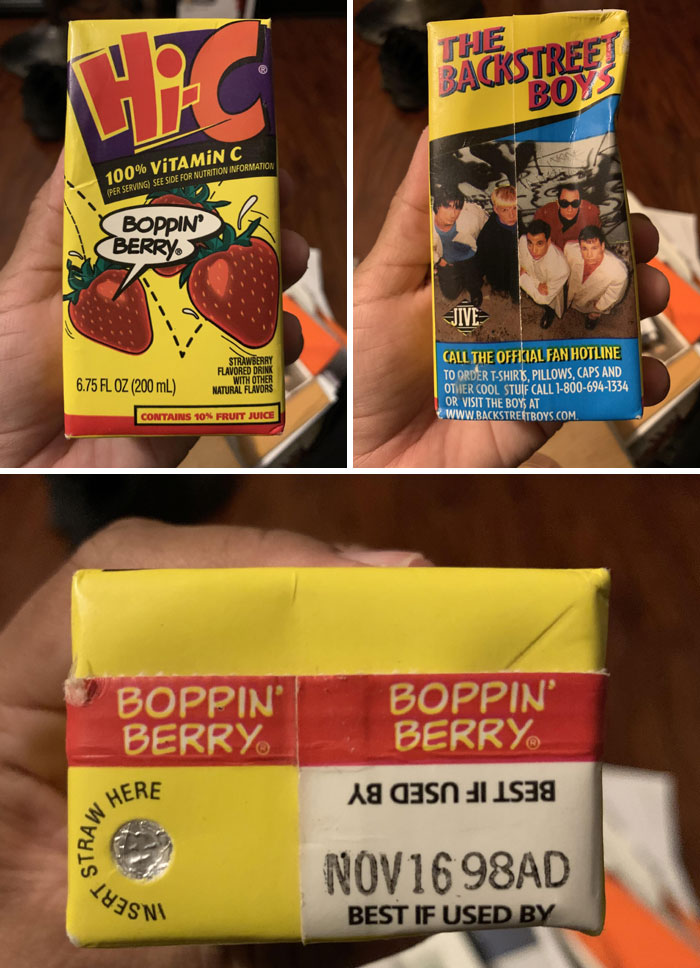 Hi-C®
100% ViTAMiN C
(PER SERVING) SEE SIDE FOR NUTRITION INFORMATION
BOPPIN'
BERRY®
STRAWBERRY
FLAVORED DRINK
WITH OTHER
NATURAL FLAVORS
6.75 FL OZ (200 mL)
CONTAINS 10% FRUIT JUICE
THE
BACKSTREET
BOYS
JIVE
CALL THE OFFICIAL FAN HOTLINE
TO ORDER T-SHIRTS, PILLOWS, CAPS AND
OTHER COOL STUFF CALL 1-800-694-1334
OR VISIT THE BOYS AT
WWW.BACKSTREETBOYS.COM.
BOPPIN'
BERRY®
BOPPIN'
BERRY®
INSERT STRAW HERE
BEST IF USED BY
NOV 16 98AD
BEST IF USED BY